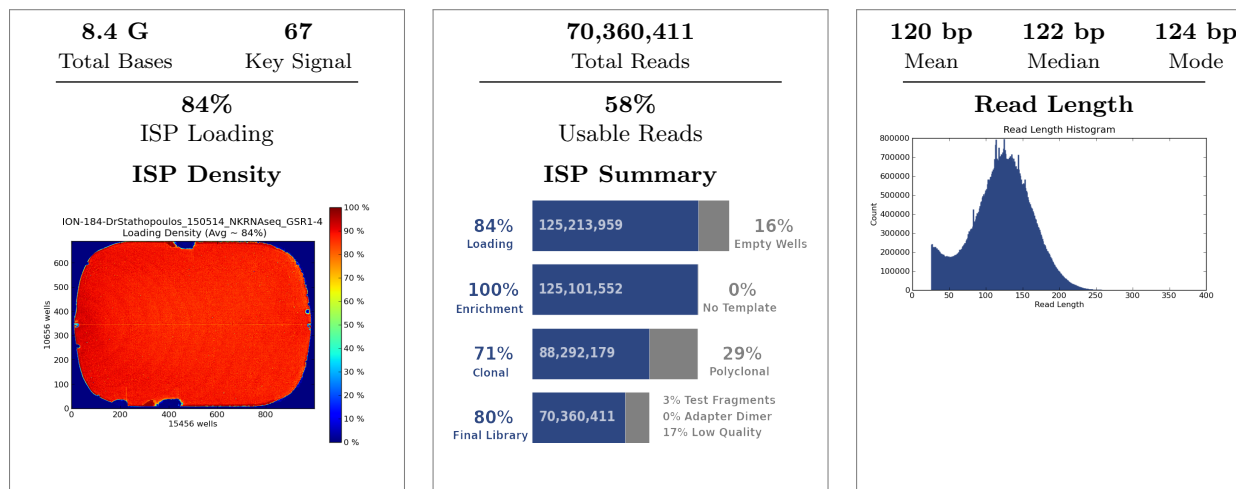 8.4 G
67
Total Bases
Key Signal
84%
ISP Loading
ISP Density
ION-184-DrStathopoulos_150514_NKRNAseq_GSR1-4
Loading Density (Avg ~ 84%)
100 %
90 %
80 %
70 %
60 %
50 %
40 %
30 %
20 %
10 %
0 %
600
500
400
300
200
100
0
10656 wells
0
200
400
600
800
15456 wells
70,360,411
Total Reads
58%
Usable Reads
ISP Summary
84%
Loading
125,213,959
16%
Empty Wells
100%
Enrichment
125,101,552
0%
No Template
71%
Clonal
88,292,179
29%
Polyclonal
80%
Final Library
70,360,411
3% Test Fragments
0% Adapter Dimer
17% Low Quality
120 bp
122 bp
124 bp
Mean
Median
Mode
Read Length
Read Length Histogram
800000
700000
600000
500000
400000
300000
200000
100000
0
Count
0
50
100
150
200
250
300
350
400
Read Length